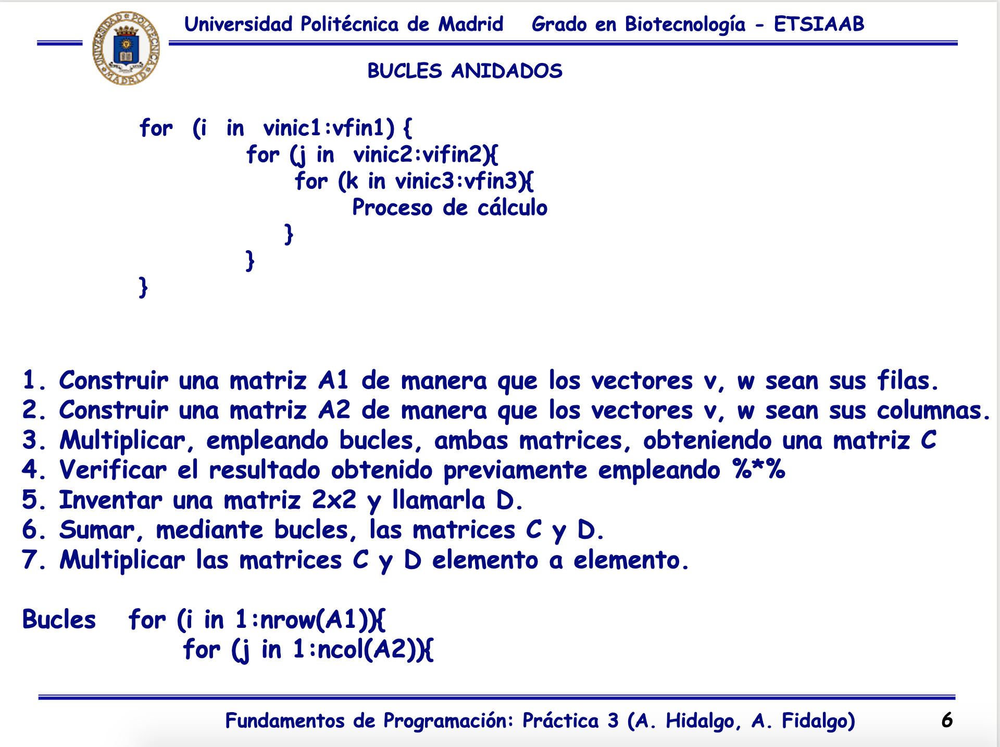 Universidad Politécnica de Madrid Grado en Biotecnología - ETSIAAB
UNIVERSIDAD POLITECNICA MADRID
BUCLES ANIDADOS
for (i in vinic1:vfin1) {
for (j in vinic2:vifin2){
for (k in vinic3:vfin3){
Proceso de cálculo
}
}
}
1. Construir una matriz A1 de manera que los vectores v, w sean sus filas.
2. Construir una matriz A2 de manera que los vectores v, w sean sus columnas.
3. Multiplicar, empleando bucles, ambas matrices, obteniendo una matriz C
4. Verificar el resultado obtenido previamente empleando %*%
5. Inventar una matriz 2x2 y llamarla D.
6. Sumar, mediante bucles, las matrices C y D.
7. Multiplicar las matrices C y D elemento a elemento.
Bucles for (i in 1:nrow(A1)){
for (j in 1:ncol(A2)){
Fundamentos de Programación: Práctica 3 (A. Hidalgo, A. Fidalgo)
6